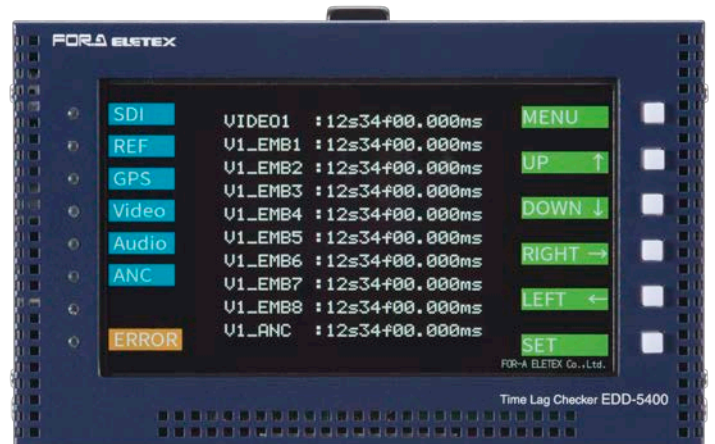 FOR-A ELETEX
SDI
REF
GPS
Video
Audio
ANC
ERROR
VIDEO1 :12s34f00.000ms
V1_EMB1 :12s34f00.000ms
V1_EMB2 :12s34f00.000ms
V1_EMB3 :12s34f00.000ms
V1_EMB4 :12s34f00.000ms
V1_EMB5 :12s34f00.000ms
V1_EMB6 :12s34f00.000ms
V1_EMB7 :12s34f00.000ms
V1_EMB8 :12s34f00.000ms
V1_ANC :12s34f00.000ms
MENU
UP ↑
DOWN ↓
RIGHT →
LEFT ←
SET
FOR-A ELETEX Co.,Ltd.
Time Lag Checker EDD-5400